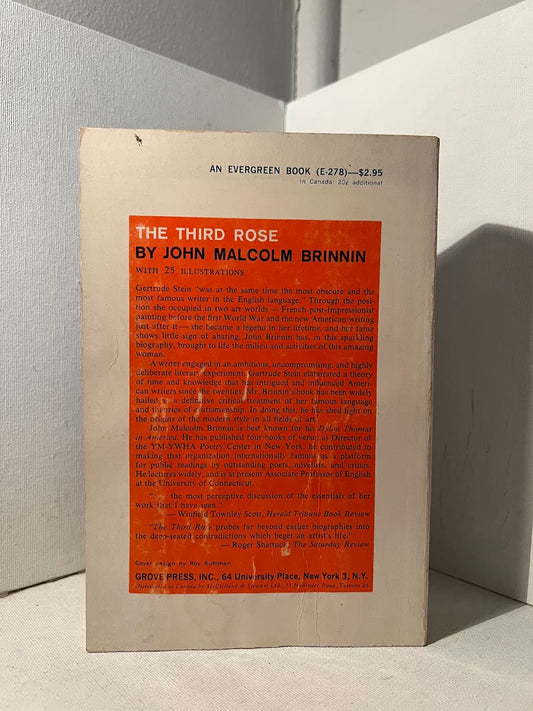 AN EVERGREEN BOOK (E-278)—$2.95
In Canada: 20¢ additional
THE THIRD ROSE
BY JOHN MALCOLM BRINNIN
WITH 25 ILLUSTRATIONS
Gertrude Stein "was at the same time the most obscure and the
most famous writer in the English language." Through the posi-
tion she occupied in two art worlds — French post-Impressionist
painting before the first World War and the new American writing
just after it — she became a legend in her lifetime, and her fame
shows little sign of abating. John Brinnin has, in this sparkling
biography, brought to life the milieu and activities of this amazing
woman.
A writer engaged in an ambitious, uncompromising, and highly
deliberate literary experiment, Gertrude Stein elaborated a theory
of time and knowledge that has intrigued and influenced Ameri-
can writers since the twenties. Mr. Brinnin's book has been widely
hailed as a definitive critical treatment of her famous language
and theories of craftsmanship. In doing this, he has shed light on
the origins of the modern style in all fields of art.
John Malcolm Brinnin is best known for his Dylan Thomas
in America. He has published four books of verse; as Director of
the YM-YWHA Poetry Center in New York, he contributed to
making that organization internationally famous as a platform
for public readings by outstanding poets, novelists, and critics.
He lectures widely, and is at present Associate Professor of English
at the University of Connecticut.
"... the most perceptive discussion of the essentials of her
work that I have seen."
— Winfield Townley Scott, Herald Tribune Book Review
"The Third Rose probes far beyond earlier biographies into
the deep-seated contradictions which beget an artist's life."
— Roger Shattuck, The Saturday Review
Cover design by Roy Kuhlman
GROVE PRESS, INC., 64 University Place, New York 3, N.Y.
(Distributed in Canada by McClelland & Stewart Ltd., 25 Hollinger Road, Toronto 16)